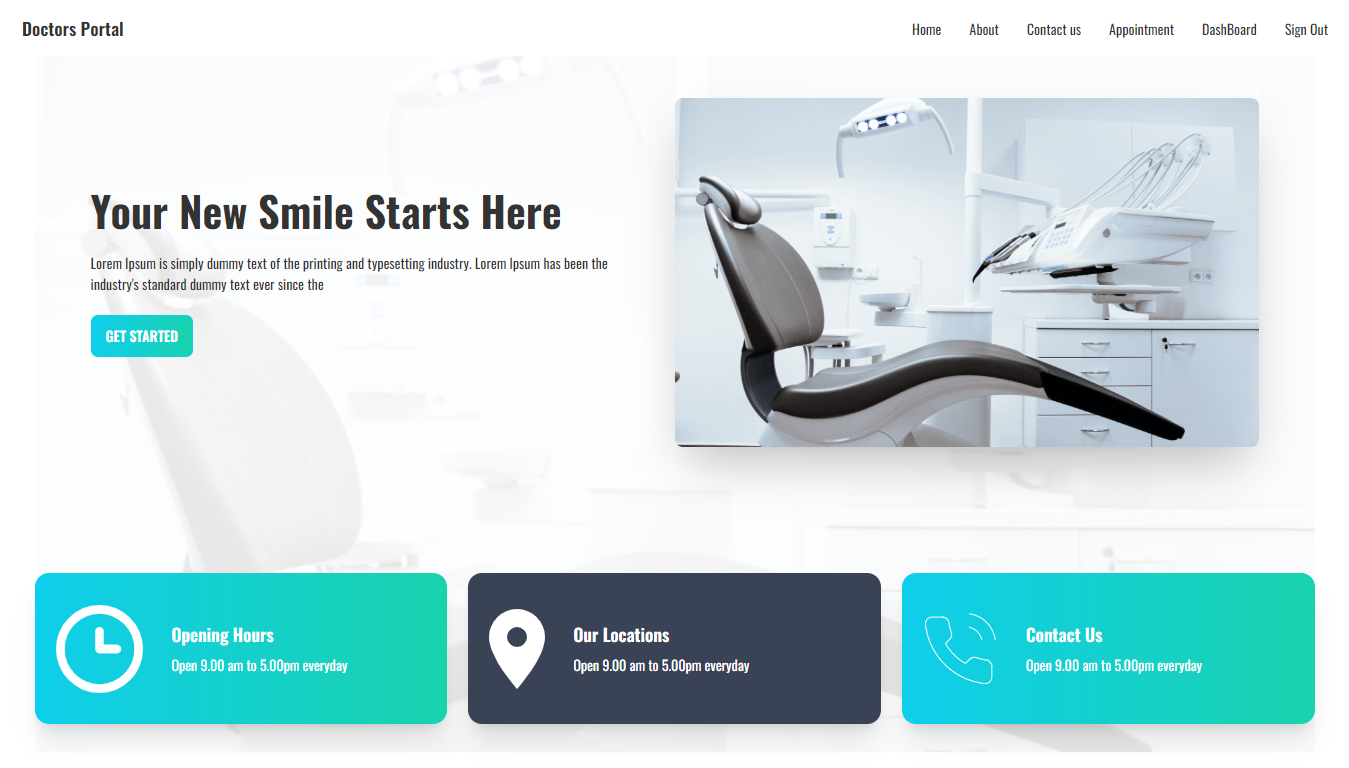 Doctors Portal
Home About Contact us Appointment DashBoard Sign Out
Your New Smile Starts Here
Lorem Ipsum is simply dummy text of the printing and typesetting industry. Lorem Ipsum has been the
industry's standard dummy text ever since the
GET STARTED
Opening Hours
Open 9.00 am to 5.00pm everyday
Our Locations
Open 9.00 am to 5.00pm everyday
Contact Us
Open 9.00 am to 5.00pm everyday